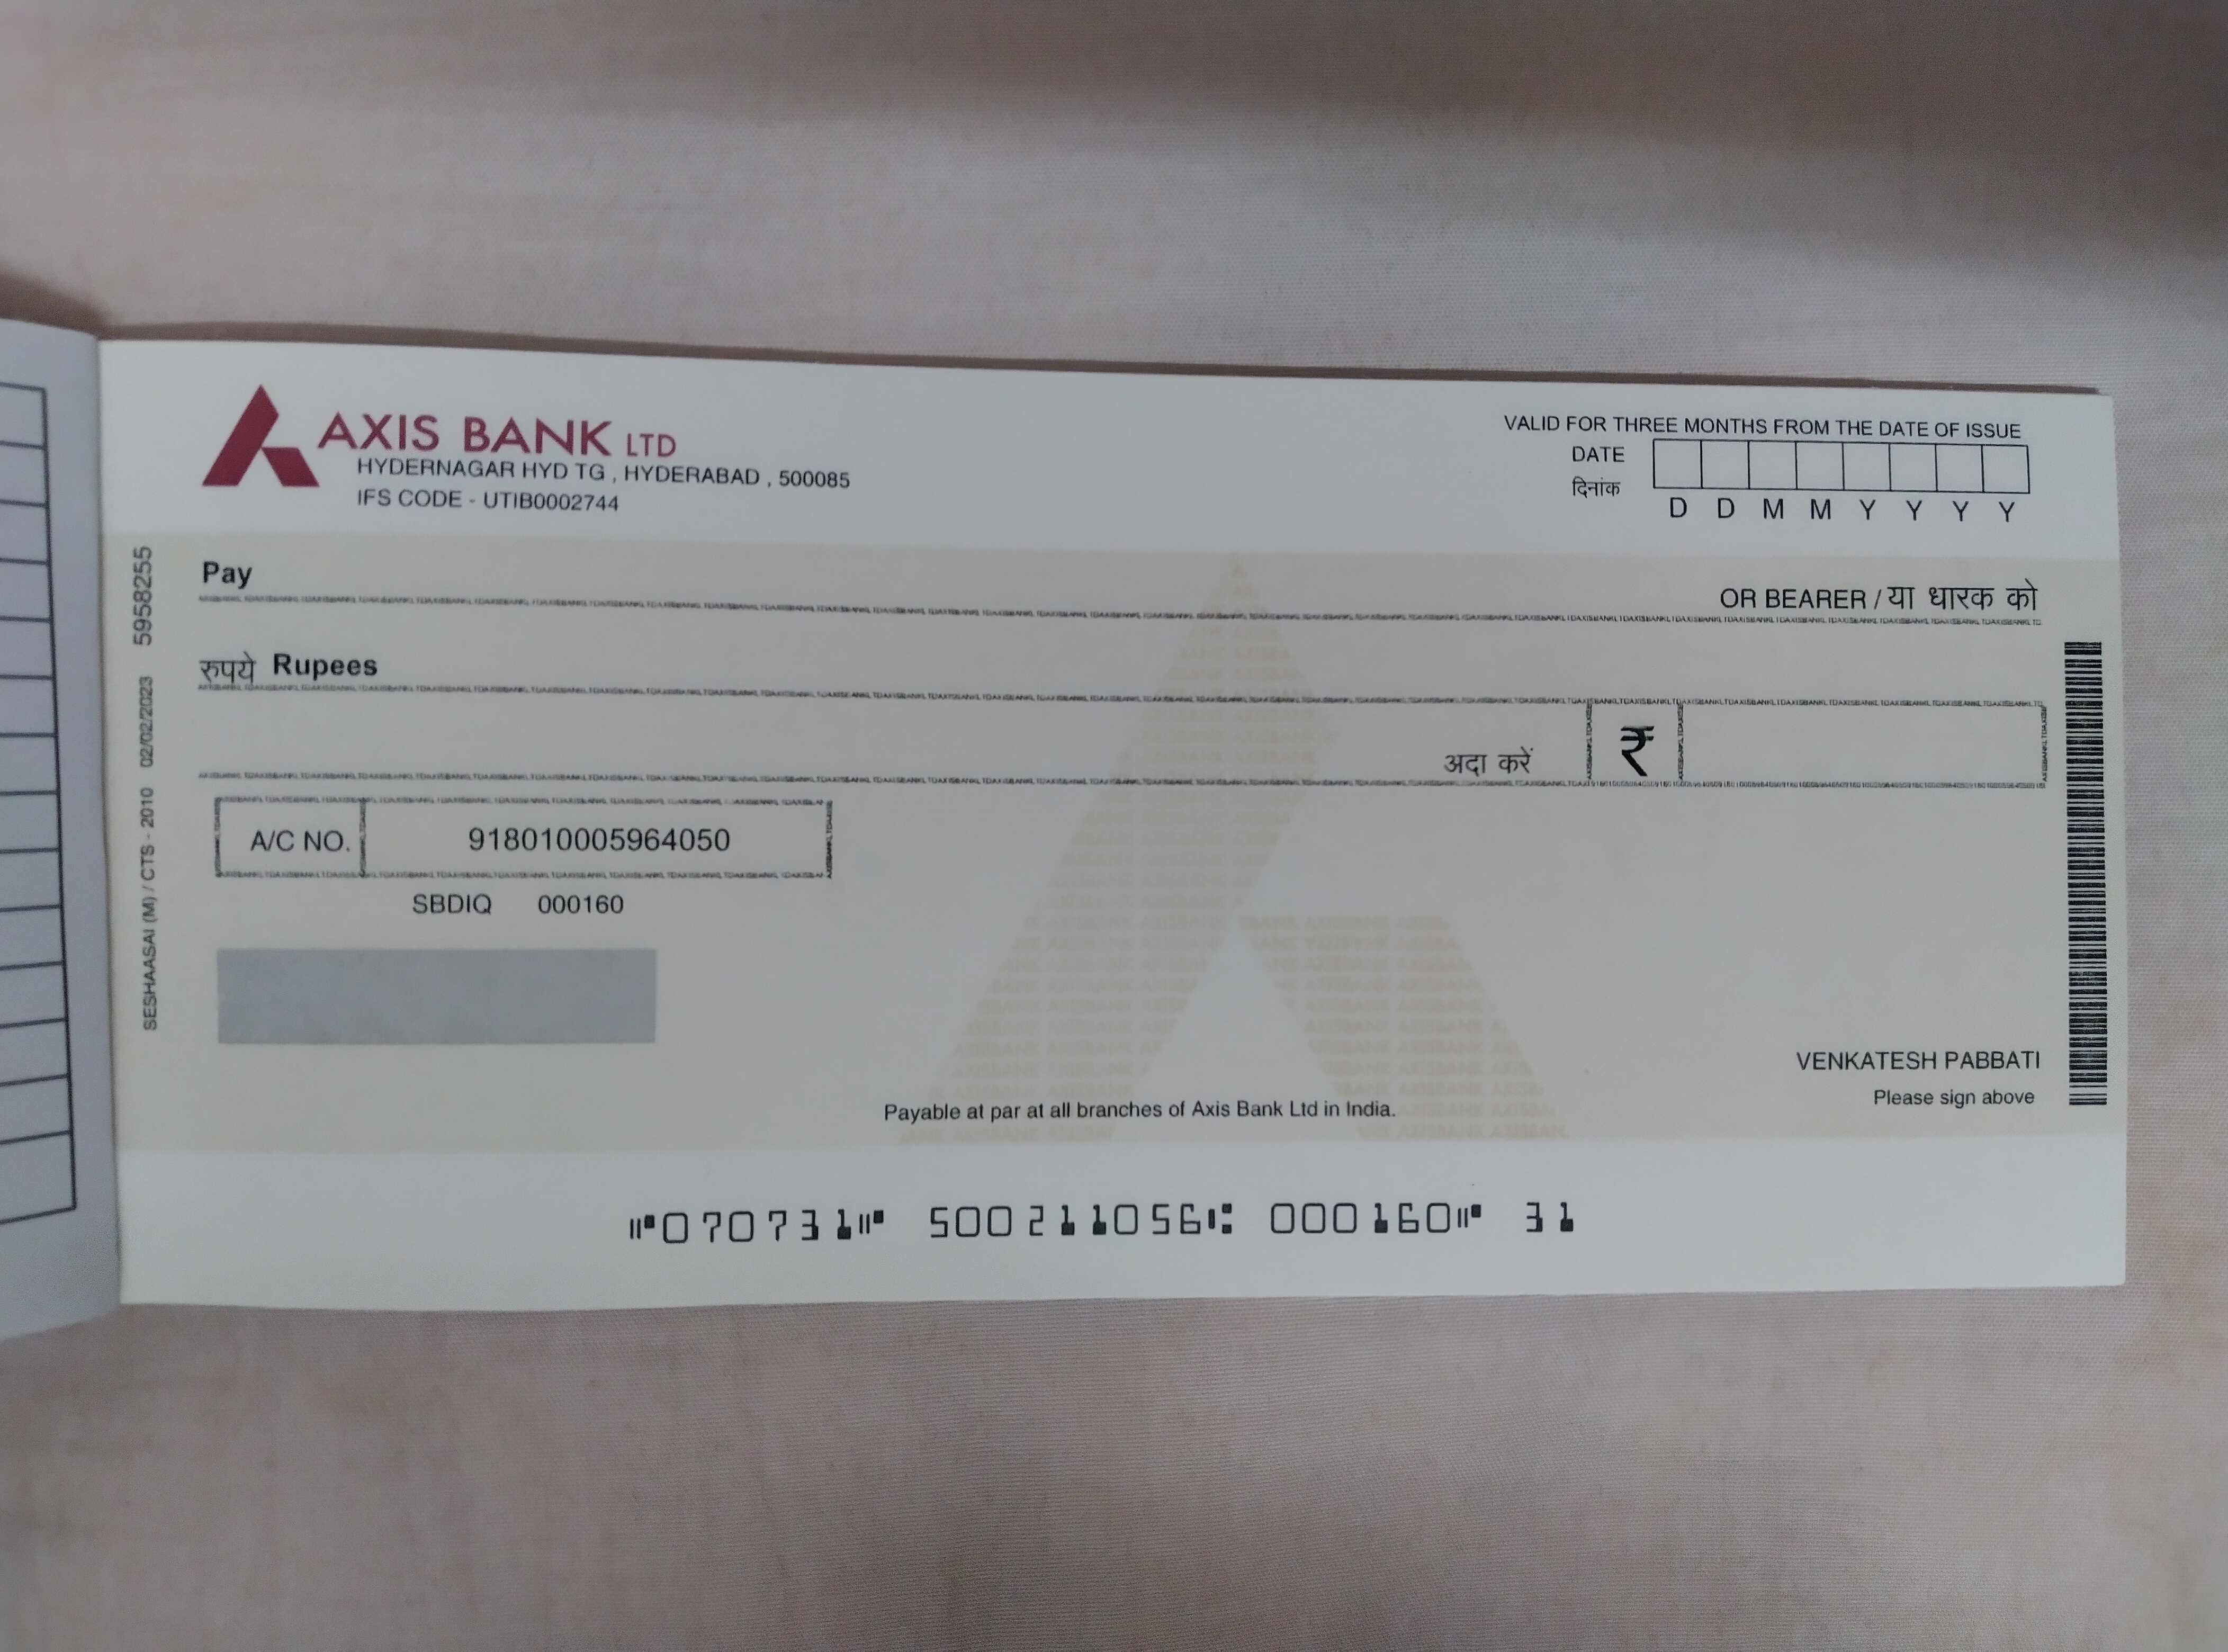 AXIS BANK LTD
HYDERNAGAR HYD TG , HYDERABAD , 500085
IFS CODE - UTIB0002744
VALID FOR THREE MONTHS FROM THE DATE OF ISSUE
DATE
दिनांक
D D M M Y Y Y Y
Pay
OR BEARER / या धारक को
रुपये Rupees
अदा करें ₹
A/C NO. 918010005964050
SBDIQ 000160
VENKATESH PABBATI
Please sign above
Payable at par at all branches of Axis Bank Ltd in India.
SESHAASAI (M) / CTS - 2010 02/02/2023 5958255
⑈070731⑈ 500211056⑆ 000160⑈ 31